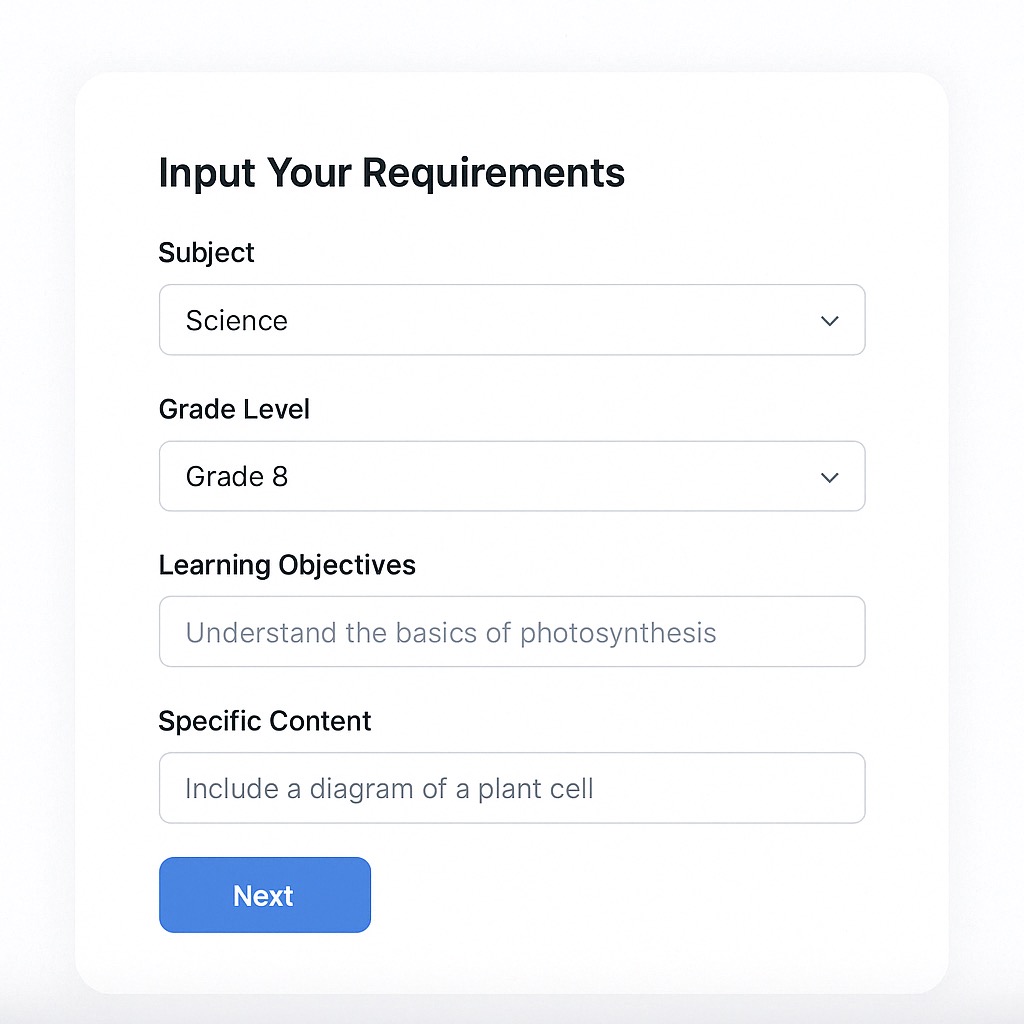 Input Your Requirements
Subject
Science
Grade Level
Grade 8
Learning Objectives
Understand the basics of photosynthesis
Specific Content
Include a diagram of a plant cell
Next